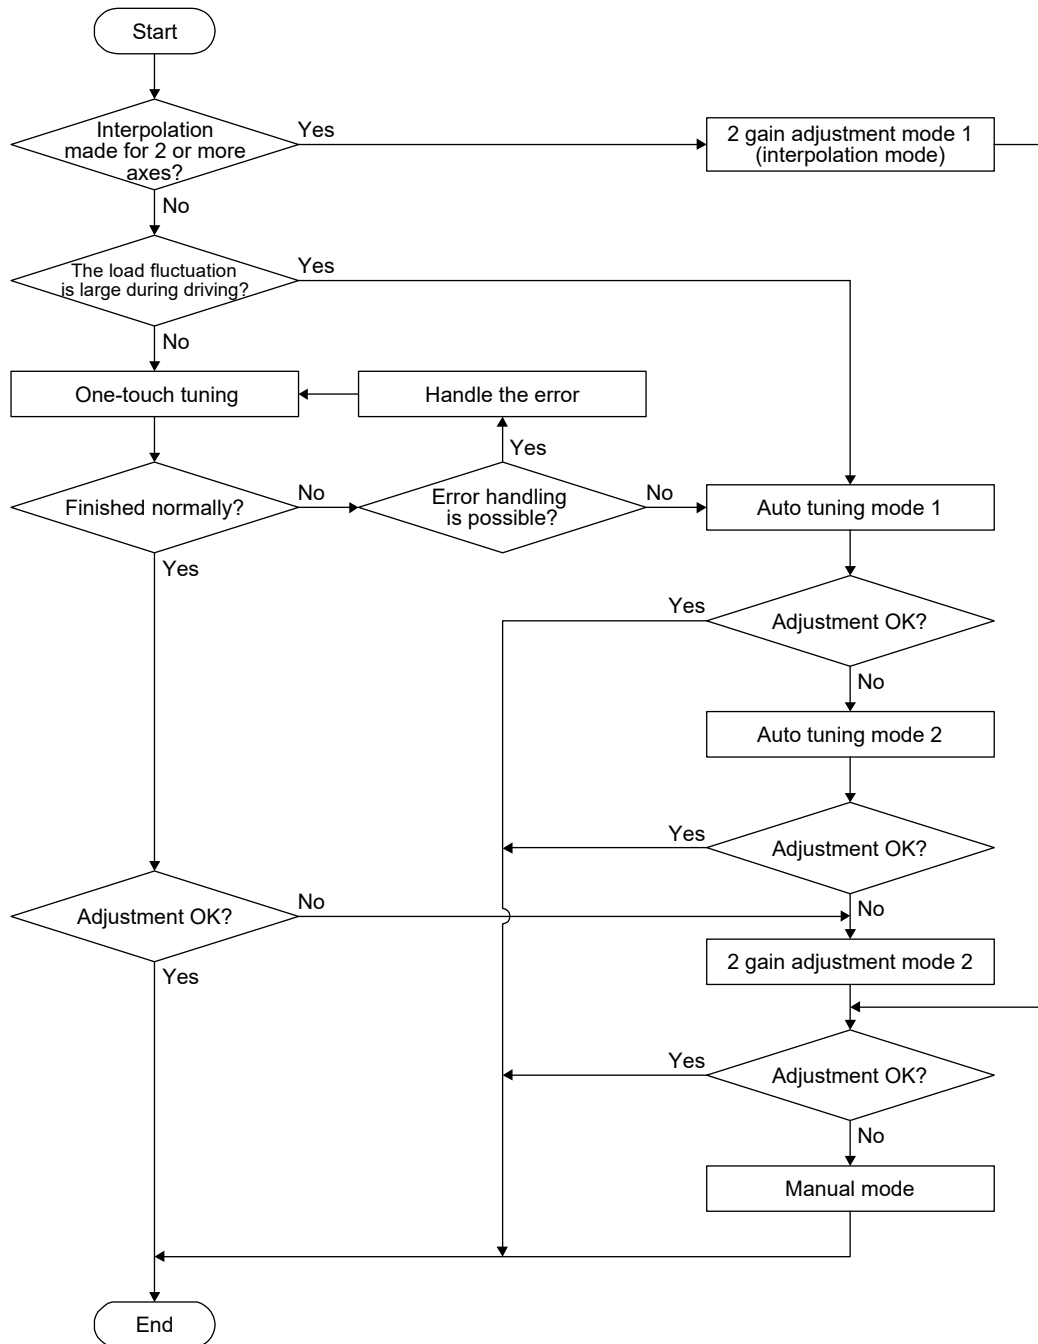 Start
Interpolation
made for 2 or more
axes?
Yes
2 gain adjustment mode 1
(interpolation mode)
No
The load fluctuation
is large during driving?
Yes
No
One-touch tuning
Handle the error
Yes
Finished normally?
No
Error handling
is possible?
No
Auto tuning mode 1
Yes
Yes
Adjustment OK?
No
Auto tuning mode 2
Yes
Adjustment OK?
No
Adjustment OK?
No
Yes
2 gain adjustment mode 2
Yes
Adjustment OK?
No
Manual mode
End